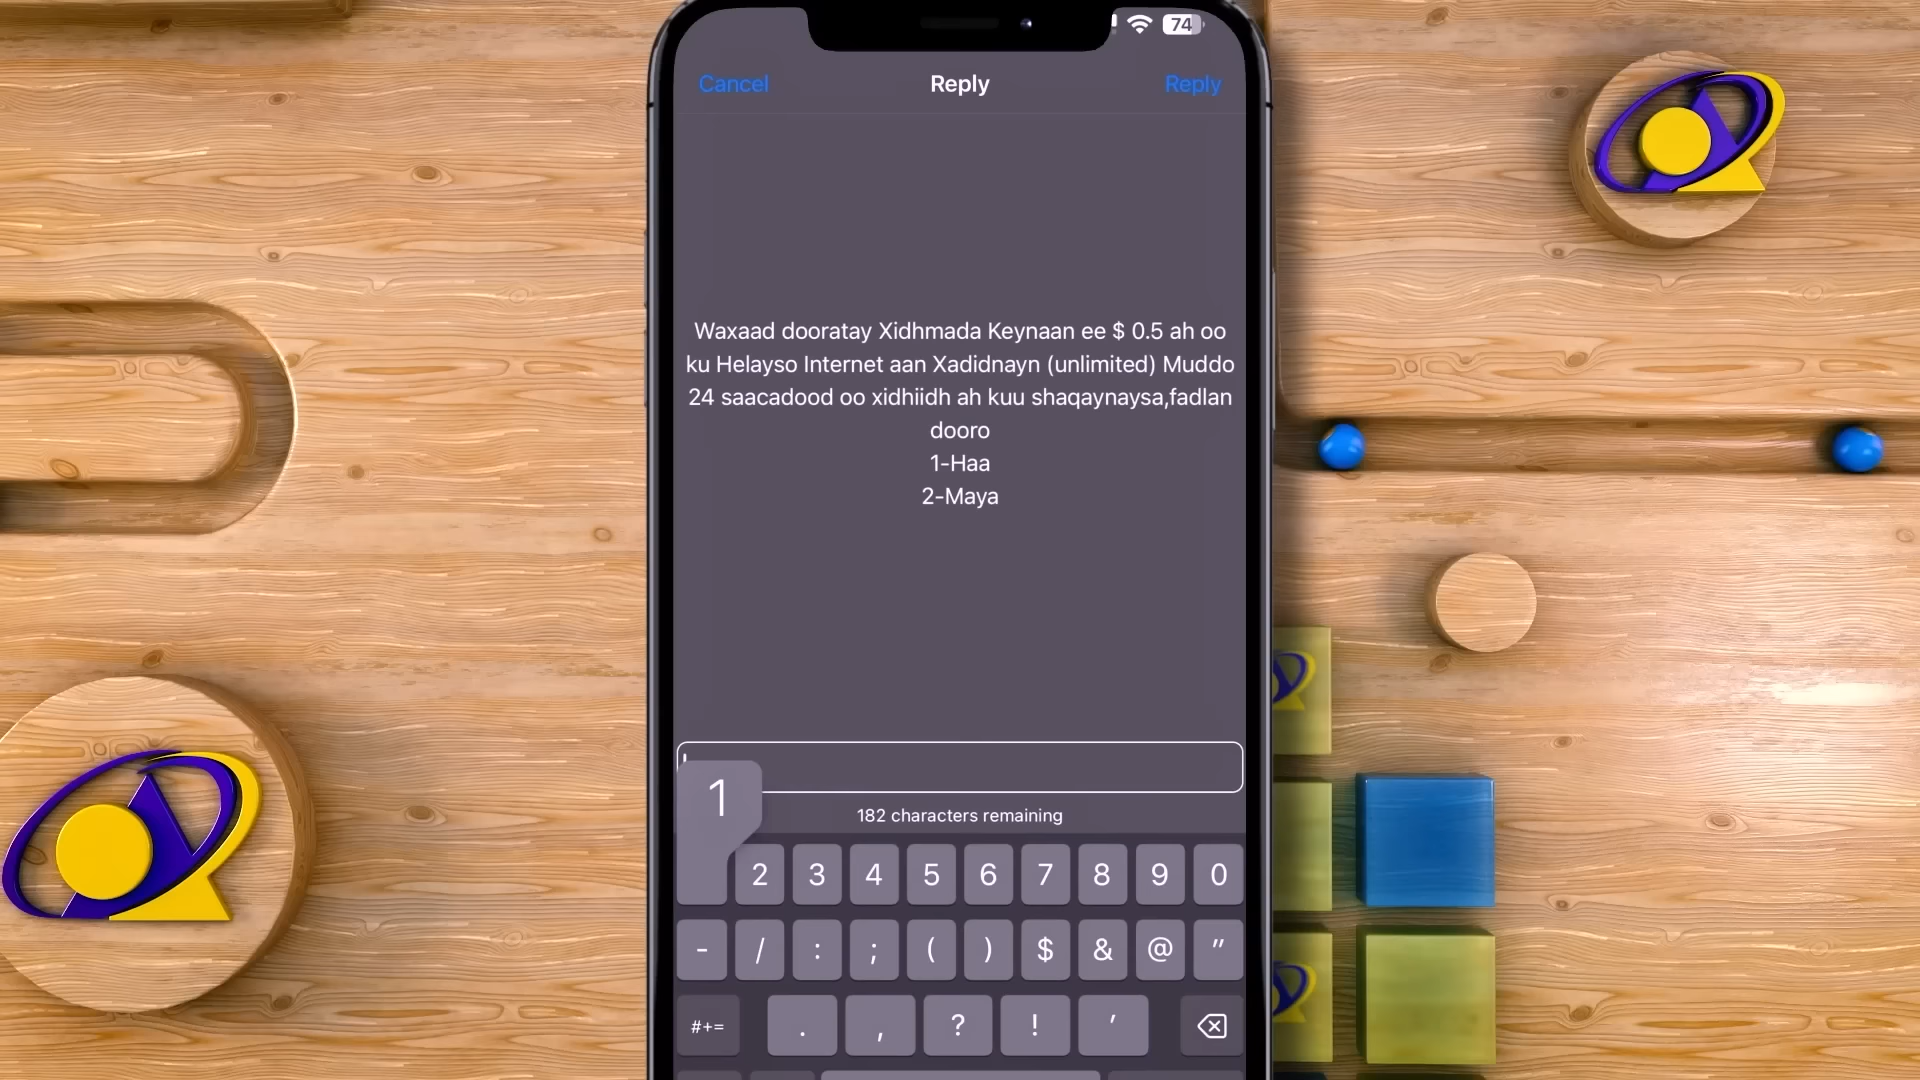 74
Cancel Reply Reply
Waxaad dooratay Xidhmada Keynaan ee $ 0.5 ah oo
ku Helayso Internet aan Xadidnayn (unlimited) Muddo
24 saacadood oo xidhiidh ah kuu shaqaynaysa,fadlan
dooro
1-Haa
2-Maya
1
182 characters remaining
2 3 4 5 6 7 8 9 0
- / : ; ( ) $ & @ "
#+= . , ? ! '